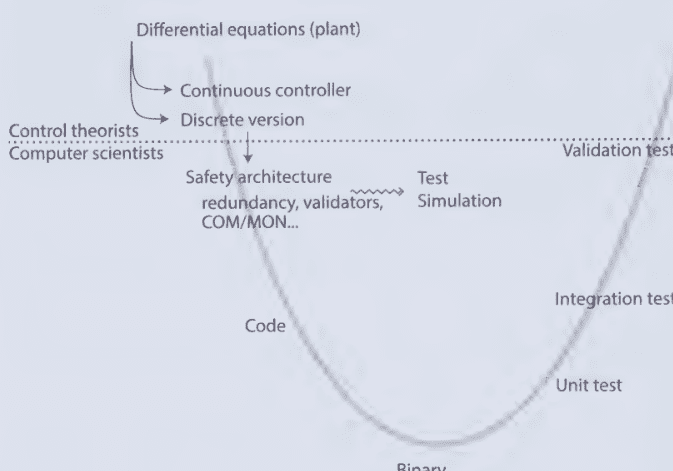 Differential equations (plant)
Continuous controller
Discrete version
Control theorists
Computer scientists
Validation test
Safety architecture
redundancy, validators,
COM/MON...
Test
Simulation
Integration test
Code
Unit test
Binary